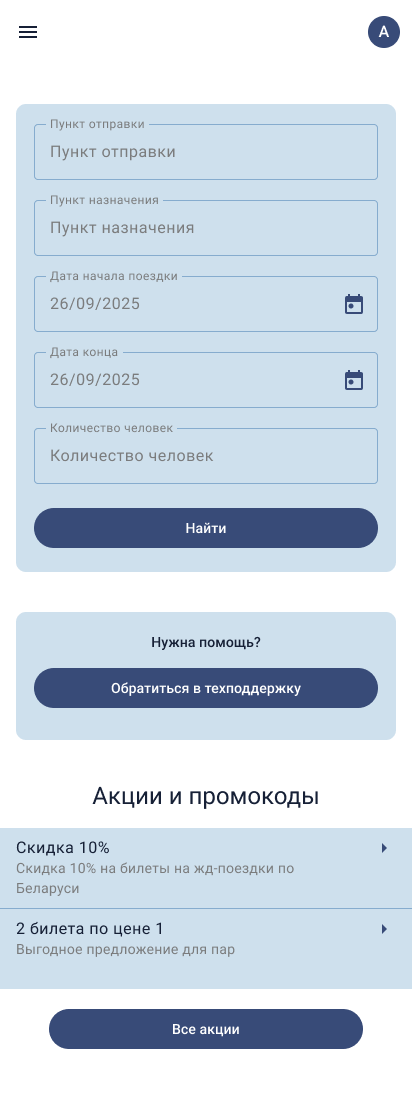 A
Пункт отправки
Пункт отправки
Пункт назначения
Пункт назначения
Дата начала поездки
26/09/2025
Дата конца
26/09/2025
Количество человек
Количество человек
Найти
Нужна помощь?
Обратиться в техподдержку
Акции и промокоды
Скидка 10%
Скидка 10% на билеты на жд-поездки по
Беларуси
2 билета по цене 1
Выгодное предложение для пар
Все акции